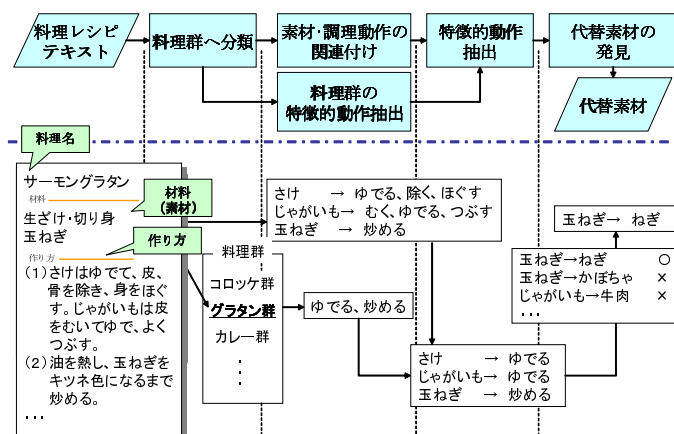 料理レシピ
テキスト
料理群へ分類
素材・調理動作の
関連付け
特徴的動作
抽出
代替素材の
発見
料理群の
特徴的動作抽出
代替素材
料理名
サーモングラタン
材料
生ざけ・切り身
玉ねぎ
材料
(素材)
作り方
作り方
(1)さけはゆでて、皮、
骨を除き、身をほぐ
す。じゃがいもは皮
をむいてゆで、よく
つぶす。
(2)油を熱し、玉ねぎを
キツネ色になるまで
炒める。
・・・
さけ → ゆでる、除く、ほぐす
じゃがいも→ むく、ゆでる、つぶす
玉ねぎ → 炒める
料理群
コロッケ群
グラタン群
カレー群
・
・
・
ゆでる、炒める
さけ → ゆでる
じゃがいも → ゆでる
玉ねぎ → 炒める
玉ねぎ→ ねぎ
玉ねぎ→ねぎ ○
玉ねぎ→かぼちゃ ×
じゃがいも→牛肉 ×
・・・